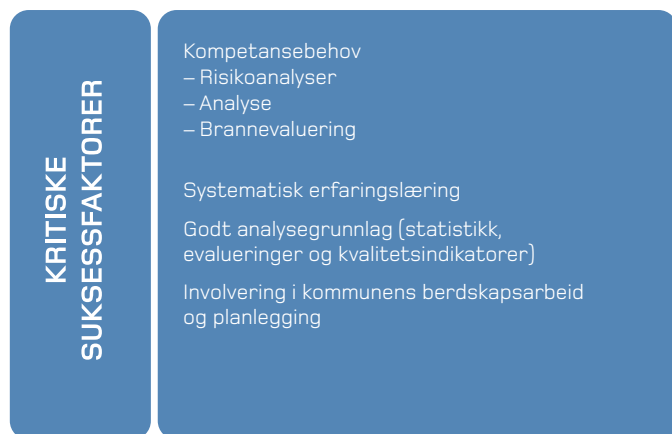 KRITISKE
SUKSESSFAKTORER
Kompetansebehov
– Risikoanalyser
– Analyse
– Brannevaluering
Systematisk erfaringslæring
Godt analysegrunnlag (statistikk,
evalueringer og kvalitetsindikatorer)
Involvering i kommunens berdskapsarbeid
og planlegging